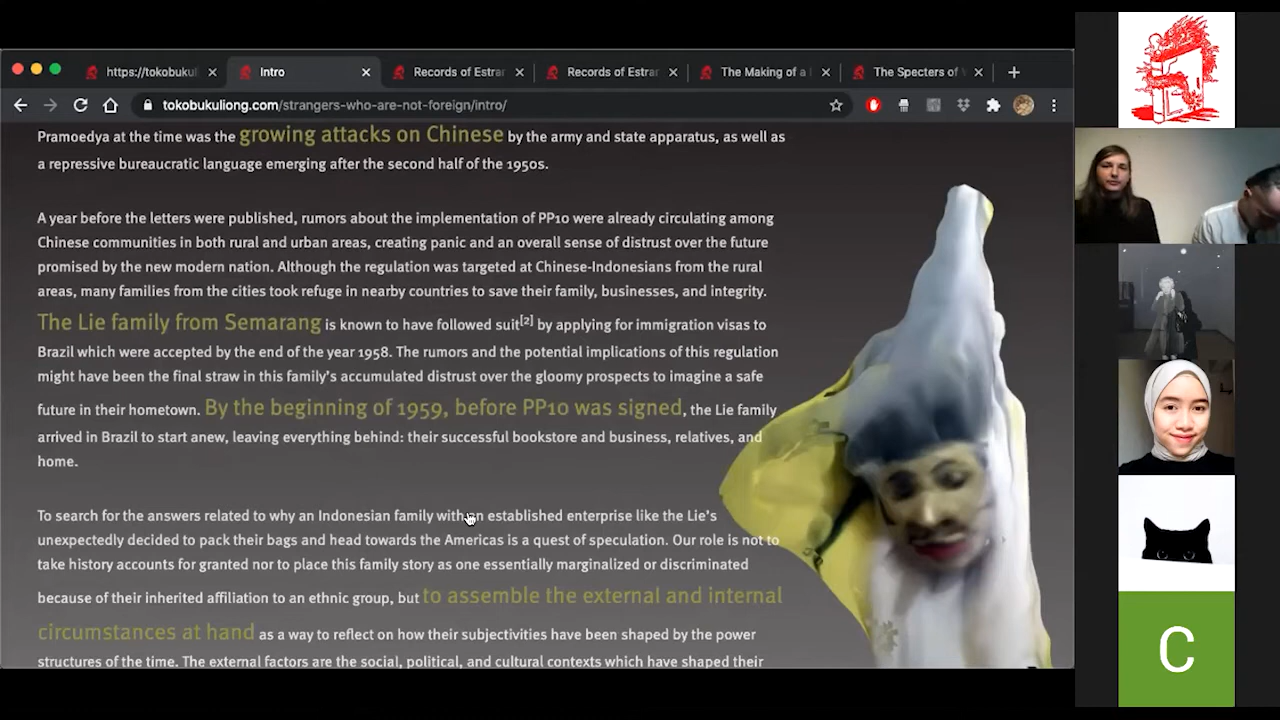 https://tokobukul
Intro
Records of Estrar
Records of Estrar
The Making of a
The Specters of
tokobukuliong.com/strangers-who-are-not-foreign/intro/
Pramoedya at the time was the growing attacks on Chinese by the army and state apparatus, as well as
a repressive bureaucratic language emerging after the second half of the 1950s.
A year before the letters were published, rumors about the implementation of PP10 were already circulating among
Chinese communities in both rural and urban areas, creating panic and an overall sense of distrust over the future
promised by the new modern nation. Although the regulation was targeted at Chinese-Indonesians from the rural
areas, many families from the cities took refuge in nearby countries to save their family, businesses, and integrity.
The Lie family from Semarang is known to have followed suit[2] by applying for immigration visas to
Brazil which were accepted by the end of the year 1958. The rumors and the potential implications of this regulation
might have been the final straw in this family's accumulated distrust over the gloomy prospects to imagine a safe
future in their hometown. By the beginning of 1959, before PP10 was signed, the Lie family
arrived in Brazil to start anew, leaving everything behind: their successful bookstore and business, relatives, and
home.
To search for the answers related to why an Indonesian family with an established enterprise like the Lie's
unexpectedly decided to pack their bags and head towards the Americas is a quest of speculation. Our role is not to
take history accounts for granted nor to place this family story as one essentially marginalized or discriminated
because of their inherited affiliation to an ethnic group, but to assemble the external and internal
circumstances at hand as a way to reflect on how their subjectivities have been shaped by the power
structures of the time. The external factors are the social, political, and cultural contexts which have shaped their
C